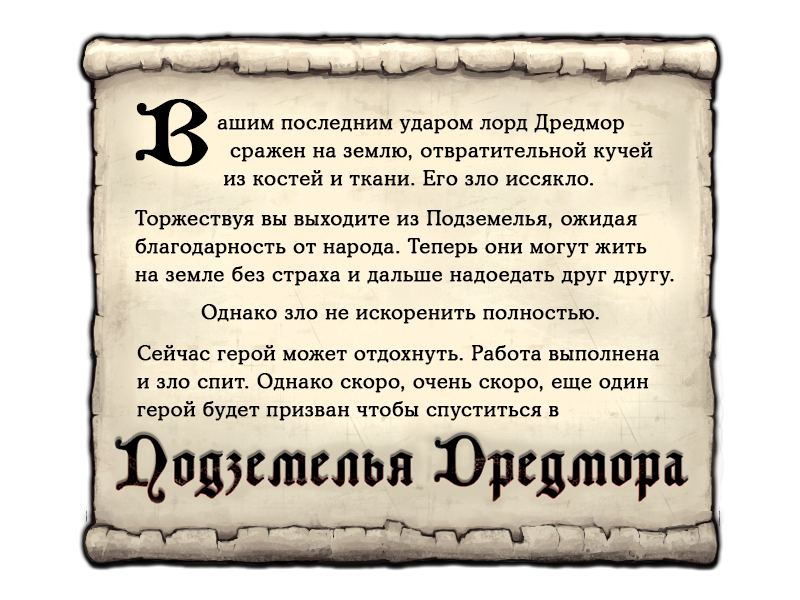 Вашим последним ударом лорд Дредмор
сражен на землю, отвратительной кучей
из костей и ткани. Его зло иссякло.
Торжествуя вы выходите из Подземелья, ожидая
благодарность от народа. Теперь они могут жить
на земле без страха и дальше надоедать друг другу.
Однако зло не искоренить полностью.
Сейчас герой может отдохнуть. Работа выполнена
и зло спит. Однако скоро, очень скоро, еще один
герой будет призван чтобы спуститься в
Подземелья Дредмора